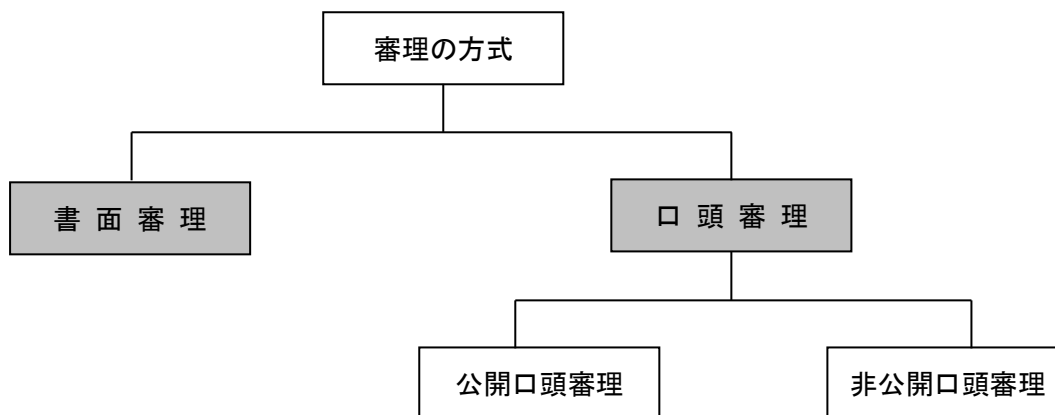 審理の方式
書 面 審 理
口 頭 審 理
公開口頭審理
非公開口頭審理